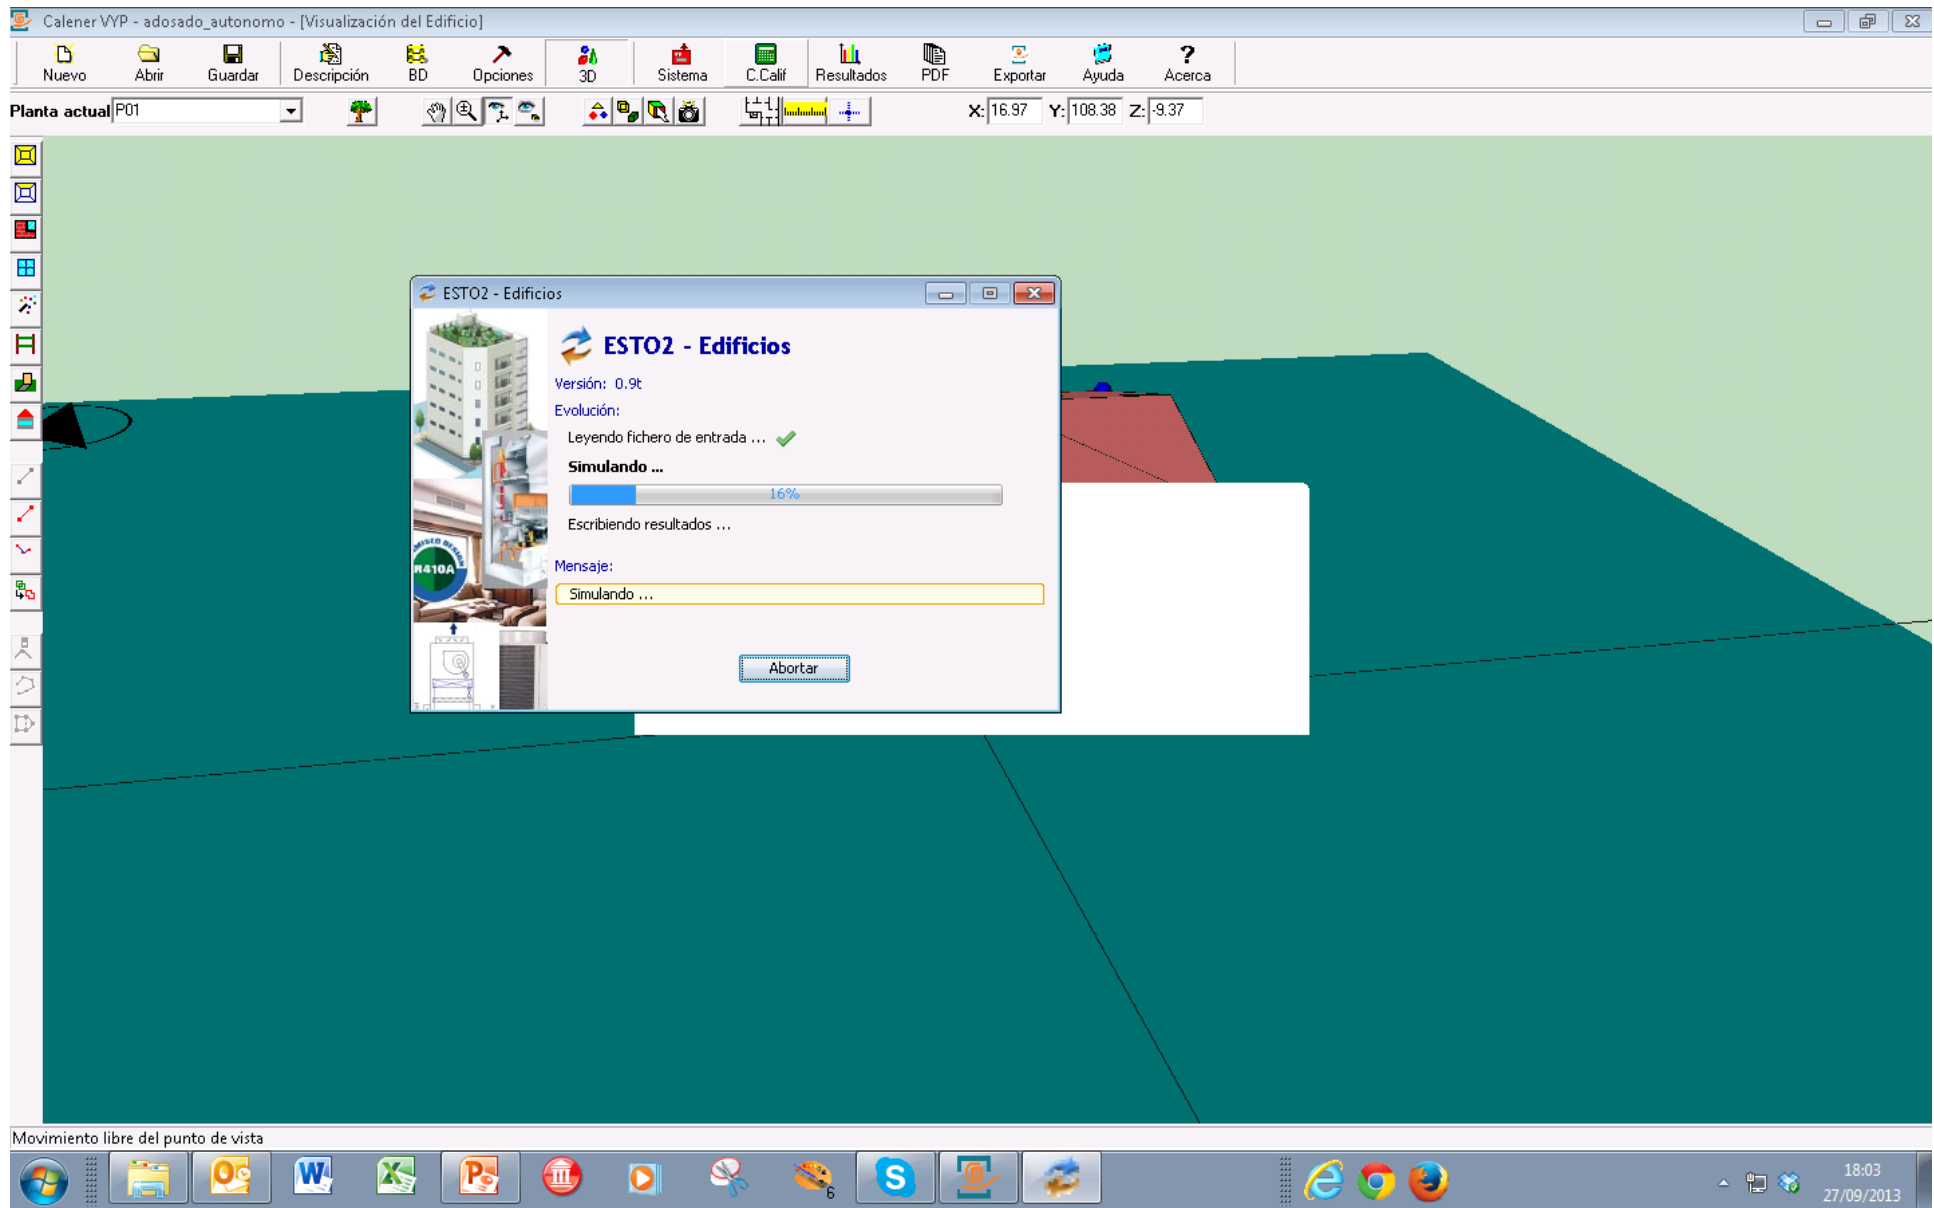 Calener VYP - adosado_autonomo - [Visualización del Edificio]
Nuevo Abrir Guardar Descripción BD Opciones 3D Sistema C.Calif Resultados PDF Exportar Ayuda Acerca
Planta actual P01 X: 16.97 Y: 108.38 Z: -9.37
ESTO2 - Edificios
ESTO2 - Edificios
Versión: 0.9t
Evolución:
Leyendo fichero de entrada ...
Simulando ...
16%
Escribiendo resultados ...
R410A
Mensaje:
Simulando ...
Abortar
Movimiento libre del punto de vista
6
18:03
27/09/2013